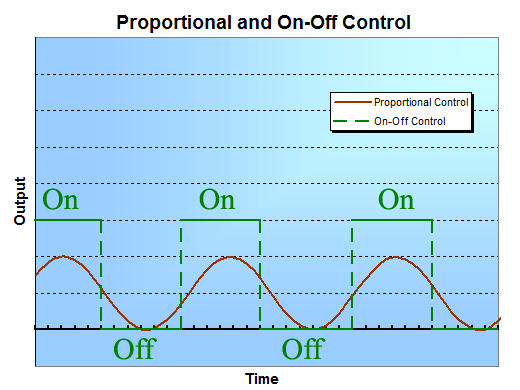 Proportional and On-Off Control
Proportional Control
On-Off Control
On
On
On
Output
Off
Off
Time